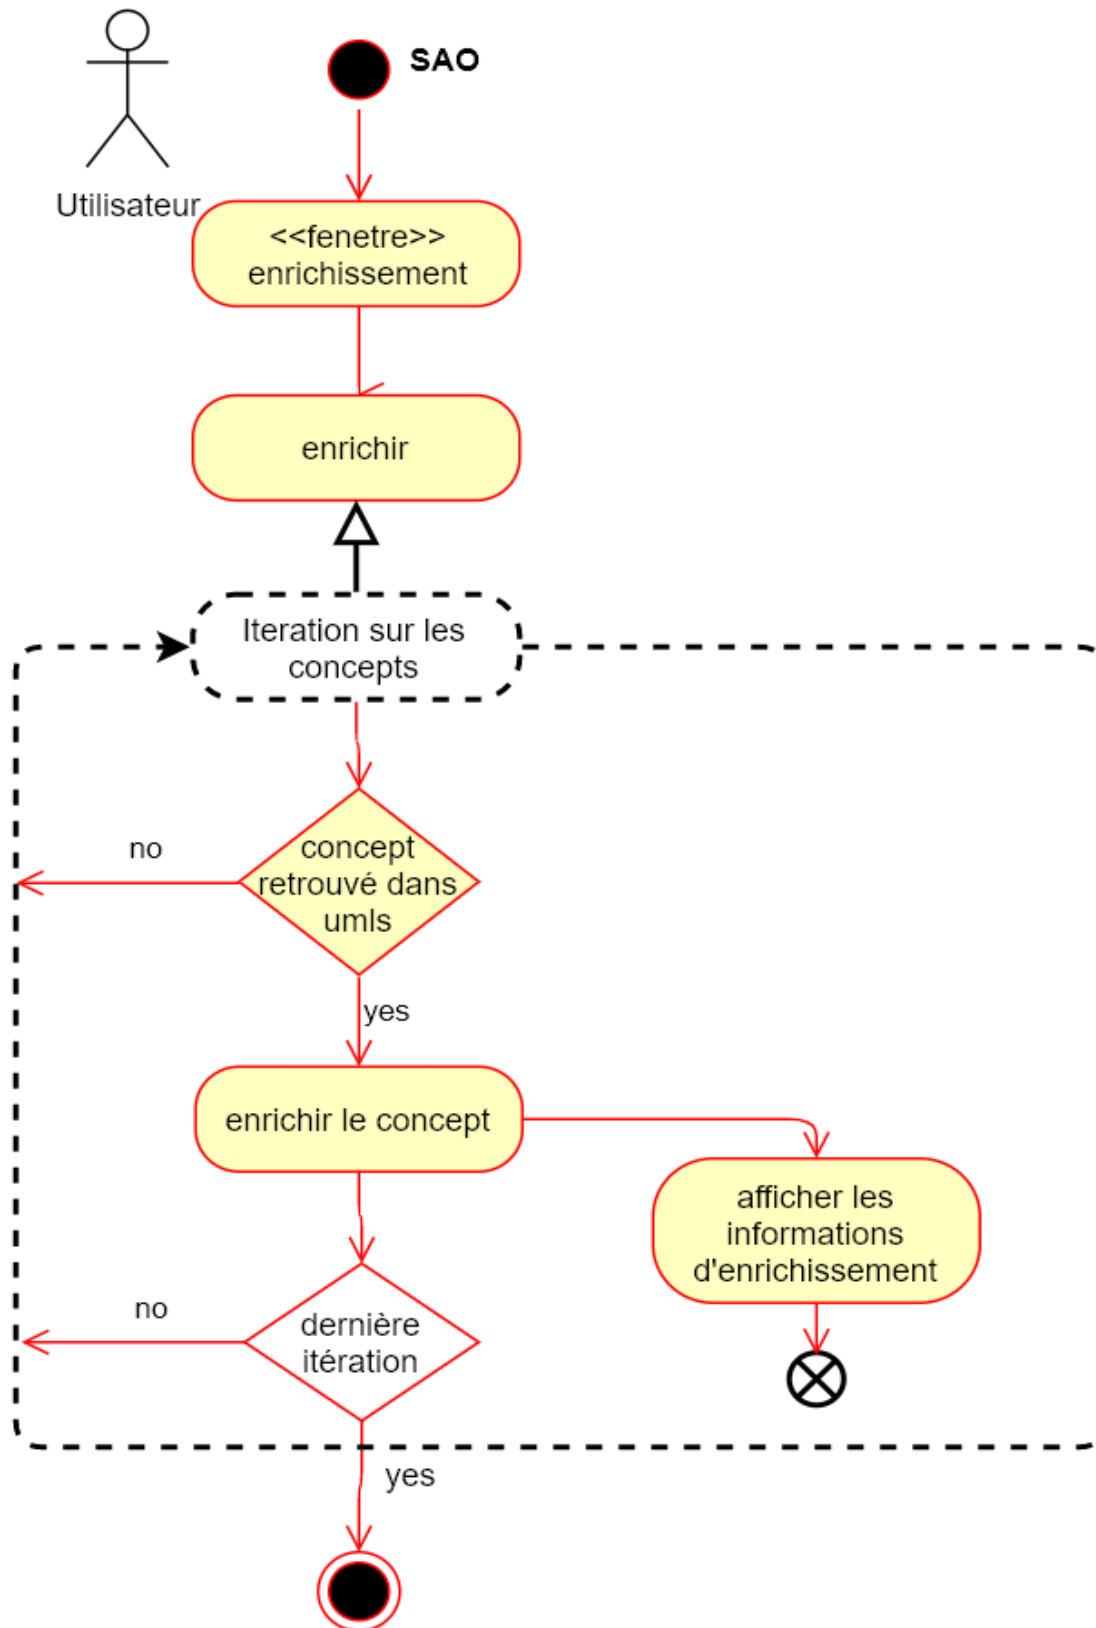 SAO
Utilisateur
<<fenetre>>
enrichissement
enrichir
Iteration sur les
concepts
no
concept
retrouvé dans
umls
yes
enrichir le concept
afficher les
informations
d'enrichissement
no
dernière
itération
yes